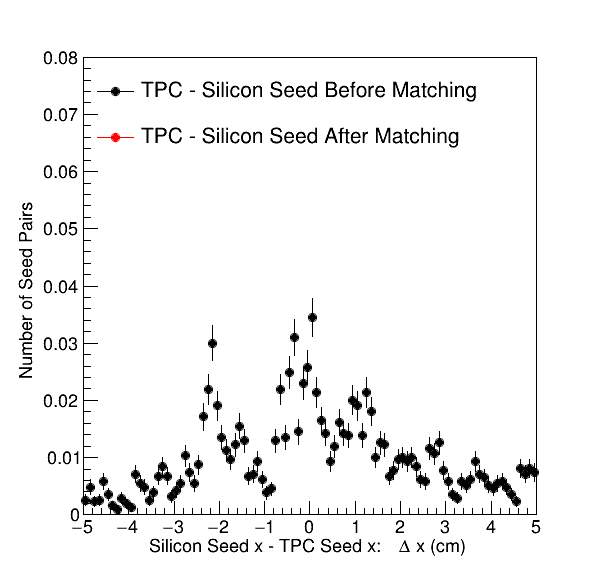 0.08
TPC - Silicon Seed Before Matching
0.07
TPC - Silicon Seed After Matching
0.06
0.05
0.04
0.03
0.02
0.01
0
Number of Seed Pairs
−5 −4 −3 −2 −1 0 1 2 3 4 5
Silicon Seed x - TPC Seed x: Δ x (cm)